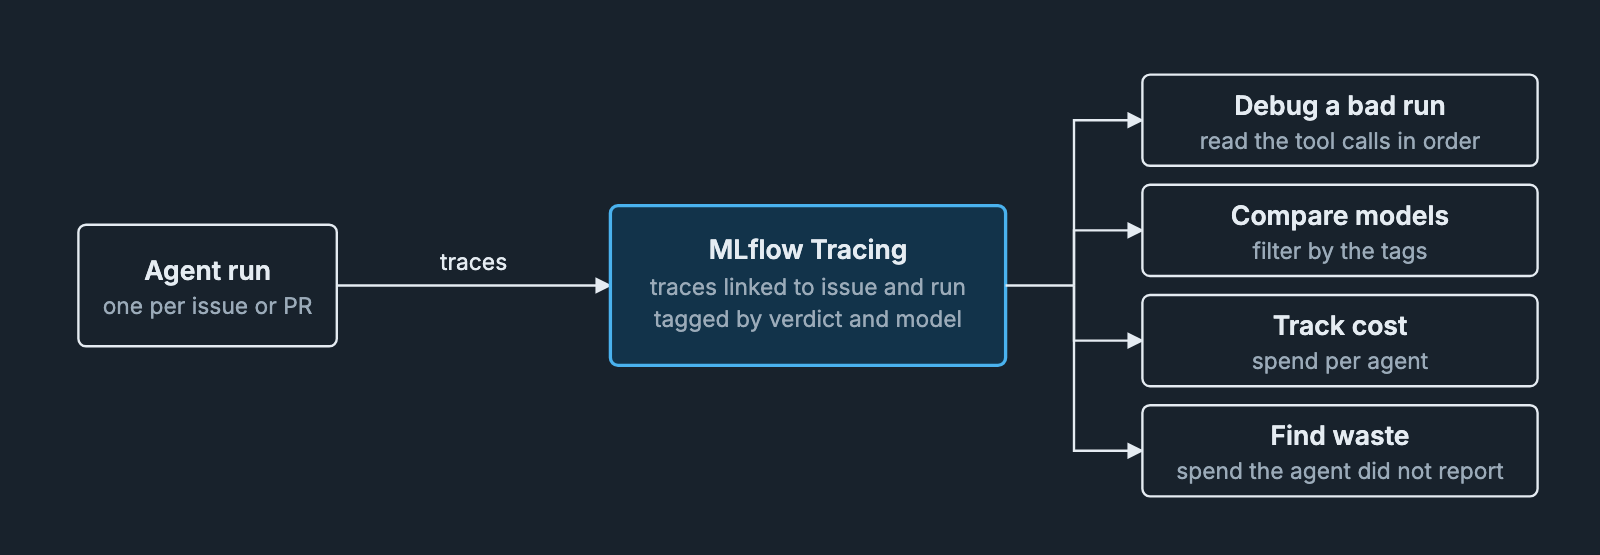 Agent run
one per issue or PR
traces
MLflow Tracing
traces linked to issue and run
tagged by verdict and model
Debug a bad run
read the tool calls in order
Compare models
filter by the tags
Track cost
spend per agent
Find waste
spend the agent did not report